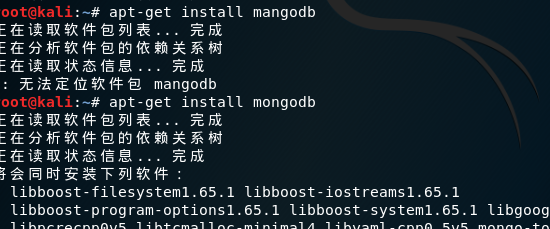 root@kali:~# apt-get install mangodb
正在读取软件包列表... 完成
正在分析软件包的依赖关系树
正在读取状态信息... 完成
: 无法定位软件包 mangodb
root@kali:~# apt-get install mongodb
正在读取软件包列表... 完成
正在分析软件包的依赖关系树
正在读取状态信息... 完成
将会同时安装下列软件：
libboost-filesystem1.65.1 libboost-iostreams1.65.1
libboost-program-options1.65.1 libboost-system1.65.1 libgoog
libpcrecpp0v5 libtcmalloc-minimal4 libyaml-cpp0.5v5 mongo-to